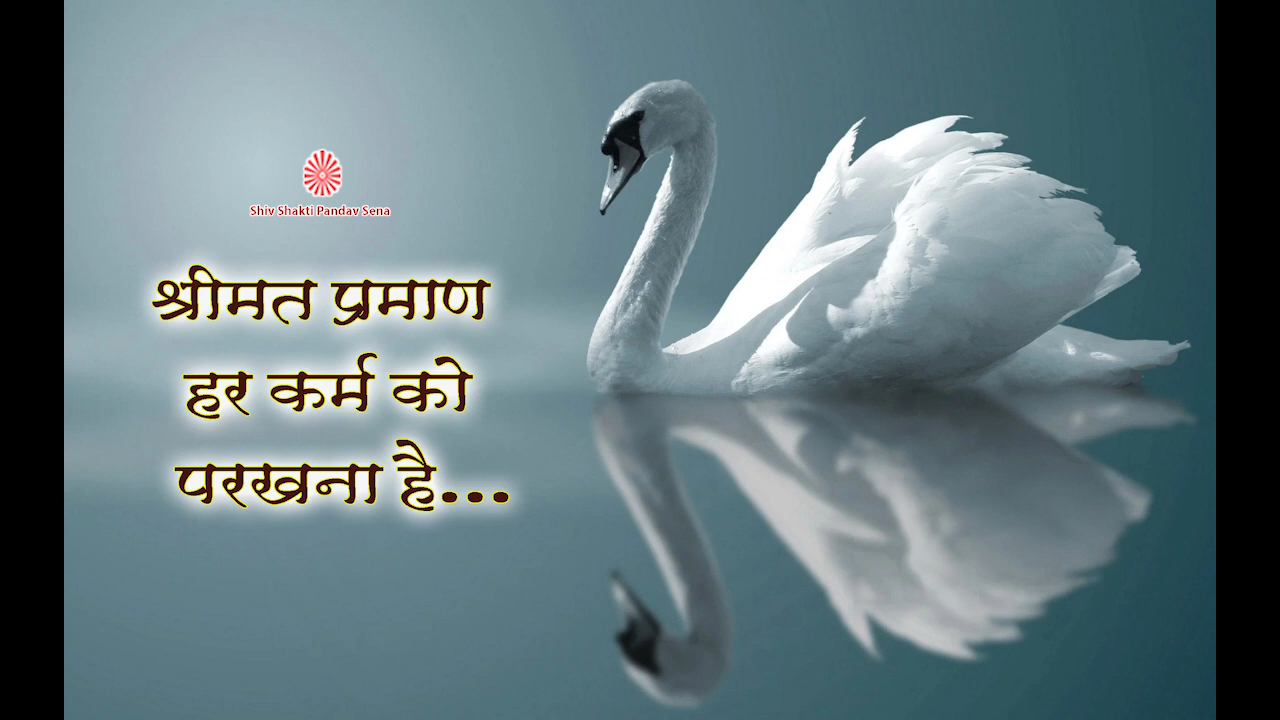 Shiv Shakti Pandav Sena
श्रीमत प्रमाण
हर कर्म को
परखना है...